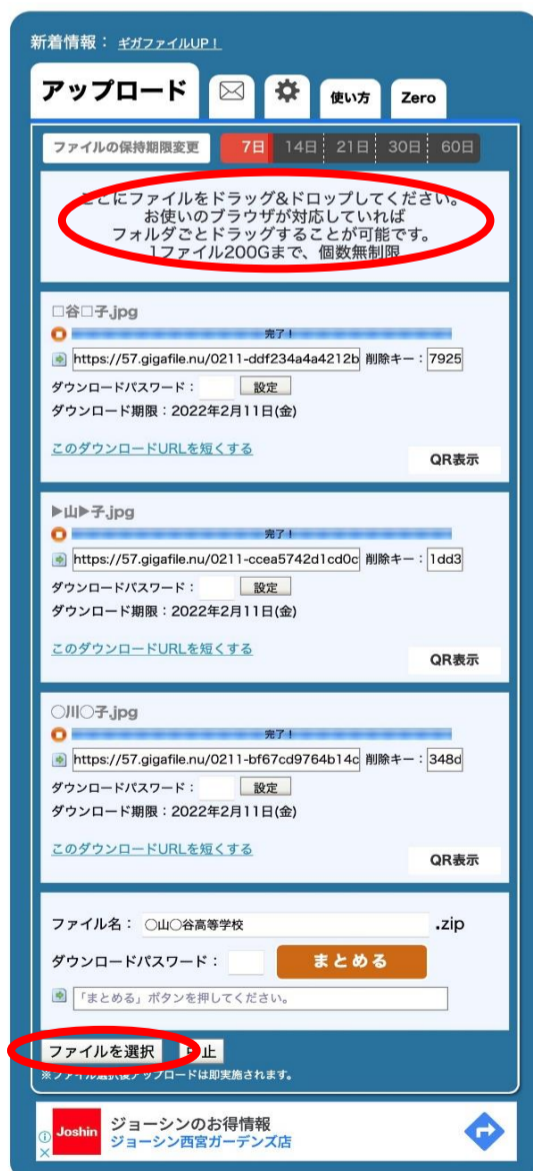 新着情報： ギガファイルUP！
アップロード 使い方 Zero
ファイルの保持期限変更 7日 14日 21日 30日 60日
ここにファイルをドラッグ&ドロップしてください。
お使いのブラウザが対応していれば
フォルダごとドラッグすることが可能です。
1ファイル200Gまで、個数無制限
□谷□子.jpg
完了！
https://57.gigafile.nu/0211-ddf234a4a4212b 削除キー：7925
ダウンロードパスワード： 設定
ダウンロード期限：2022年2月11日(金)
このダウンロードURLを短くする
QR表示
▶山▶子.jpg
完了！
https://57.gigafile.nu/0211-ccea5742d1cd0c 削除キー：1dd3
ダウンロードパスワード： 設定
ダウンロード期限：2022年2月11日(金)
このダウンロードURLを短くする
QR表示
○川○子.jpg
完了！
https://57.gigafile.nu/0211-bf67cd9764b14c 削除キー：348d
ダウンロードパスワード： 設定
ダウンロード期限：2022年2月11日(金)
このダウンロードURLを短くする
QR表示
ファイル名： ○山○谷高等学校 .zip
ダウンロードパスワード： まとめる
「まとめる」ボタンを押してください。
ファイルを選択 中止
※ファイル選択後アップロードは即実施されます。
Joshin ジョーシンのお得情報
ジョーシン西宮ガーデンズ店